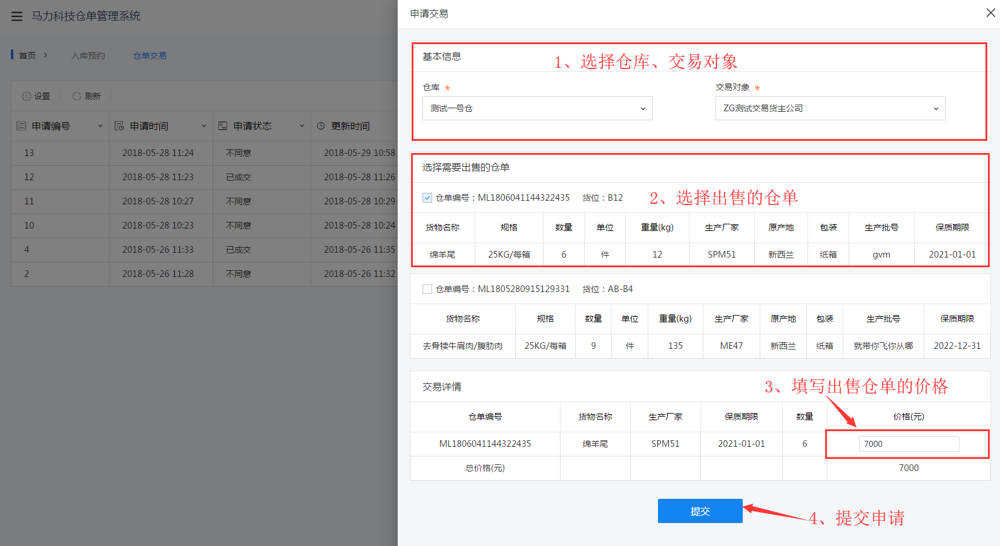 马力科技仓单管理系统
首页
入库预约
仓单交易
设置
刷新
申请编号 申请时间 申请状态 更新时间
13 2018-05-28 11:24 不同意 2018-05-29 10:58
12 2018-05-28 11:23 已成交 2018-05-28 11:26
11 2018-05-28 10:27 不同意 2018-05-28 10:29
10 2018-05-28 10:23 不同意 2018-05-28 10:24
4 2018-05-26 11:33 已成交 2018-05-26 11:35
2 2018-05-26 11:28 不同意 2018-05-26 11:32
申请交易
基本信息
1、选择仓库、交易对象
仓库 * 交易对象 *
测试一号仓 ZG测试交易货主公司
选择需要出售的仓单
仓单编号：ML1806041144322435 货位：B12
2、选择出售的仓单
货物名称 规格 数量 单位 重量(kg) 生产厂家 原产地 包装 生产批号 保质期限
绵羊尾 25KG/每箱 6 件 12 SPM51 新西兰 纸箱 gvm 2021-01-01
仓单编号：ML1805280915129331 货位：AB-B4
货物名称 规格 数量 单位 重量(kg) 生产厂家 原产地 包装 生产批号 保质期限
去骨犊牛肩肉/腹肋肉 25KG/每箱 9 件 135 ME47 新西兰 纸箱 就带你飞你从哪 2022-12-31
交易详情
3、填写出售仓单的价格
仓单编号 货物名称 生产厂家 保质期限 数量 价格(元)
ML1806041144322435 绵羊尾 SPM51 2021-01-01 6 7000
总价格(元) 7000
提交
4、提交申请